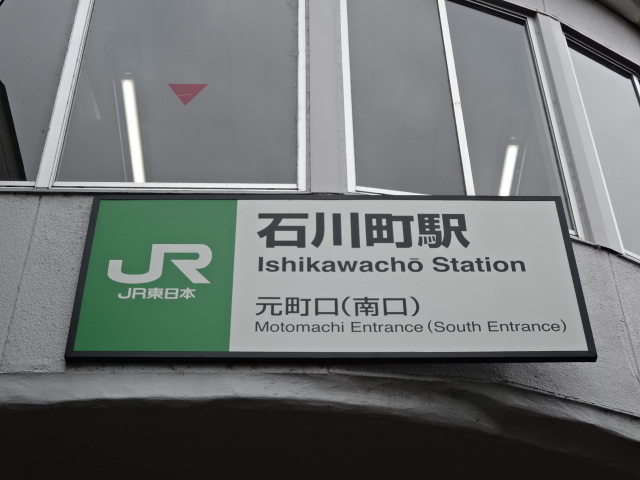 JR
JR東日本
石川町駅
Ishikawachō Station
元町口(南口)
Motomachi Entrance (South Entrance)